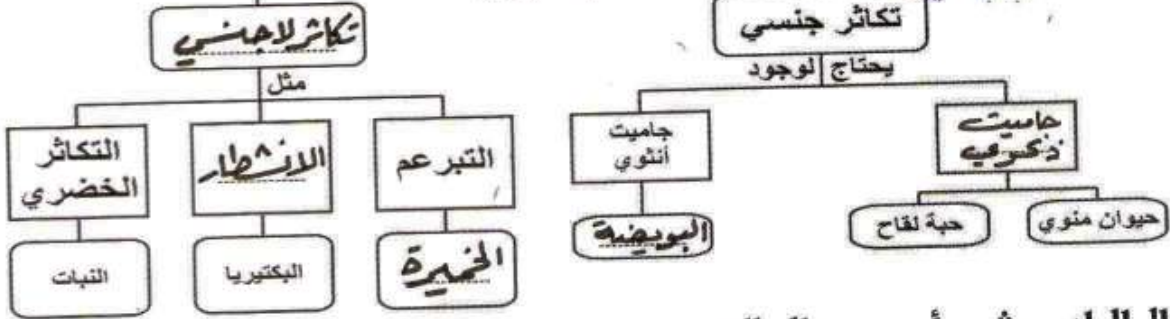 تكاثر جنسي
يحتاج لوجود
جاميت ذكري
حيوان منوي
حبة لقاح
جاميت أنثوي
البويضة
تكاثر لاجنسي
مثل
التبرعم
الخميرة
الانشطار
البكتيريا
التكاثر الخضري
النبات